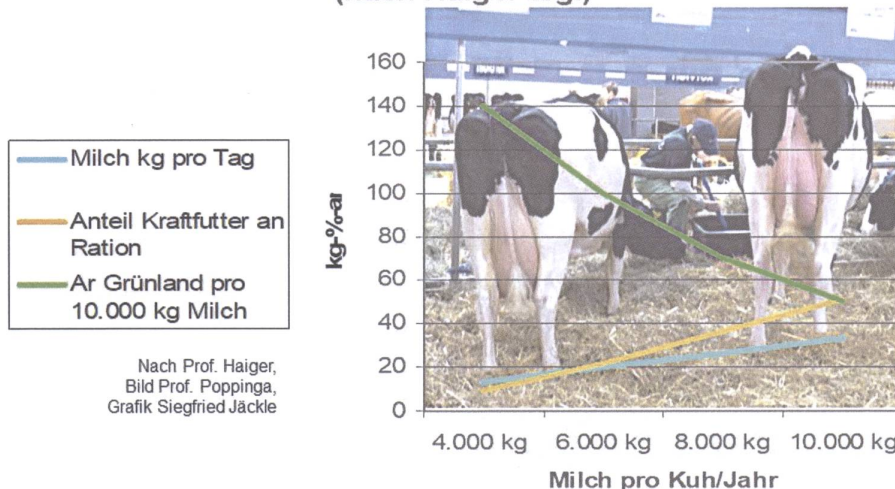 160
140
120
100
80
60
40
20
0
kg-%-ar
Milch kg pro Tag
Anteil Kraftfutter an
Ration
Ar Grünland pro
10.000 kg Milch
Nach Prof. Haiger,
Bild Prof. Poppinga,
Grafik Siegfried Jäckle
4.000 kg 6.000 kg 8.000 kg 10.000 kg
Milch pro Kuh/Jahr